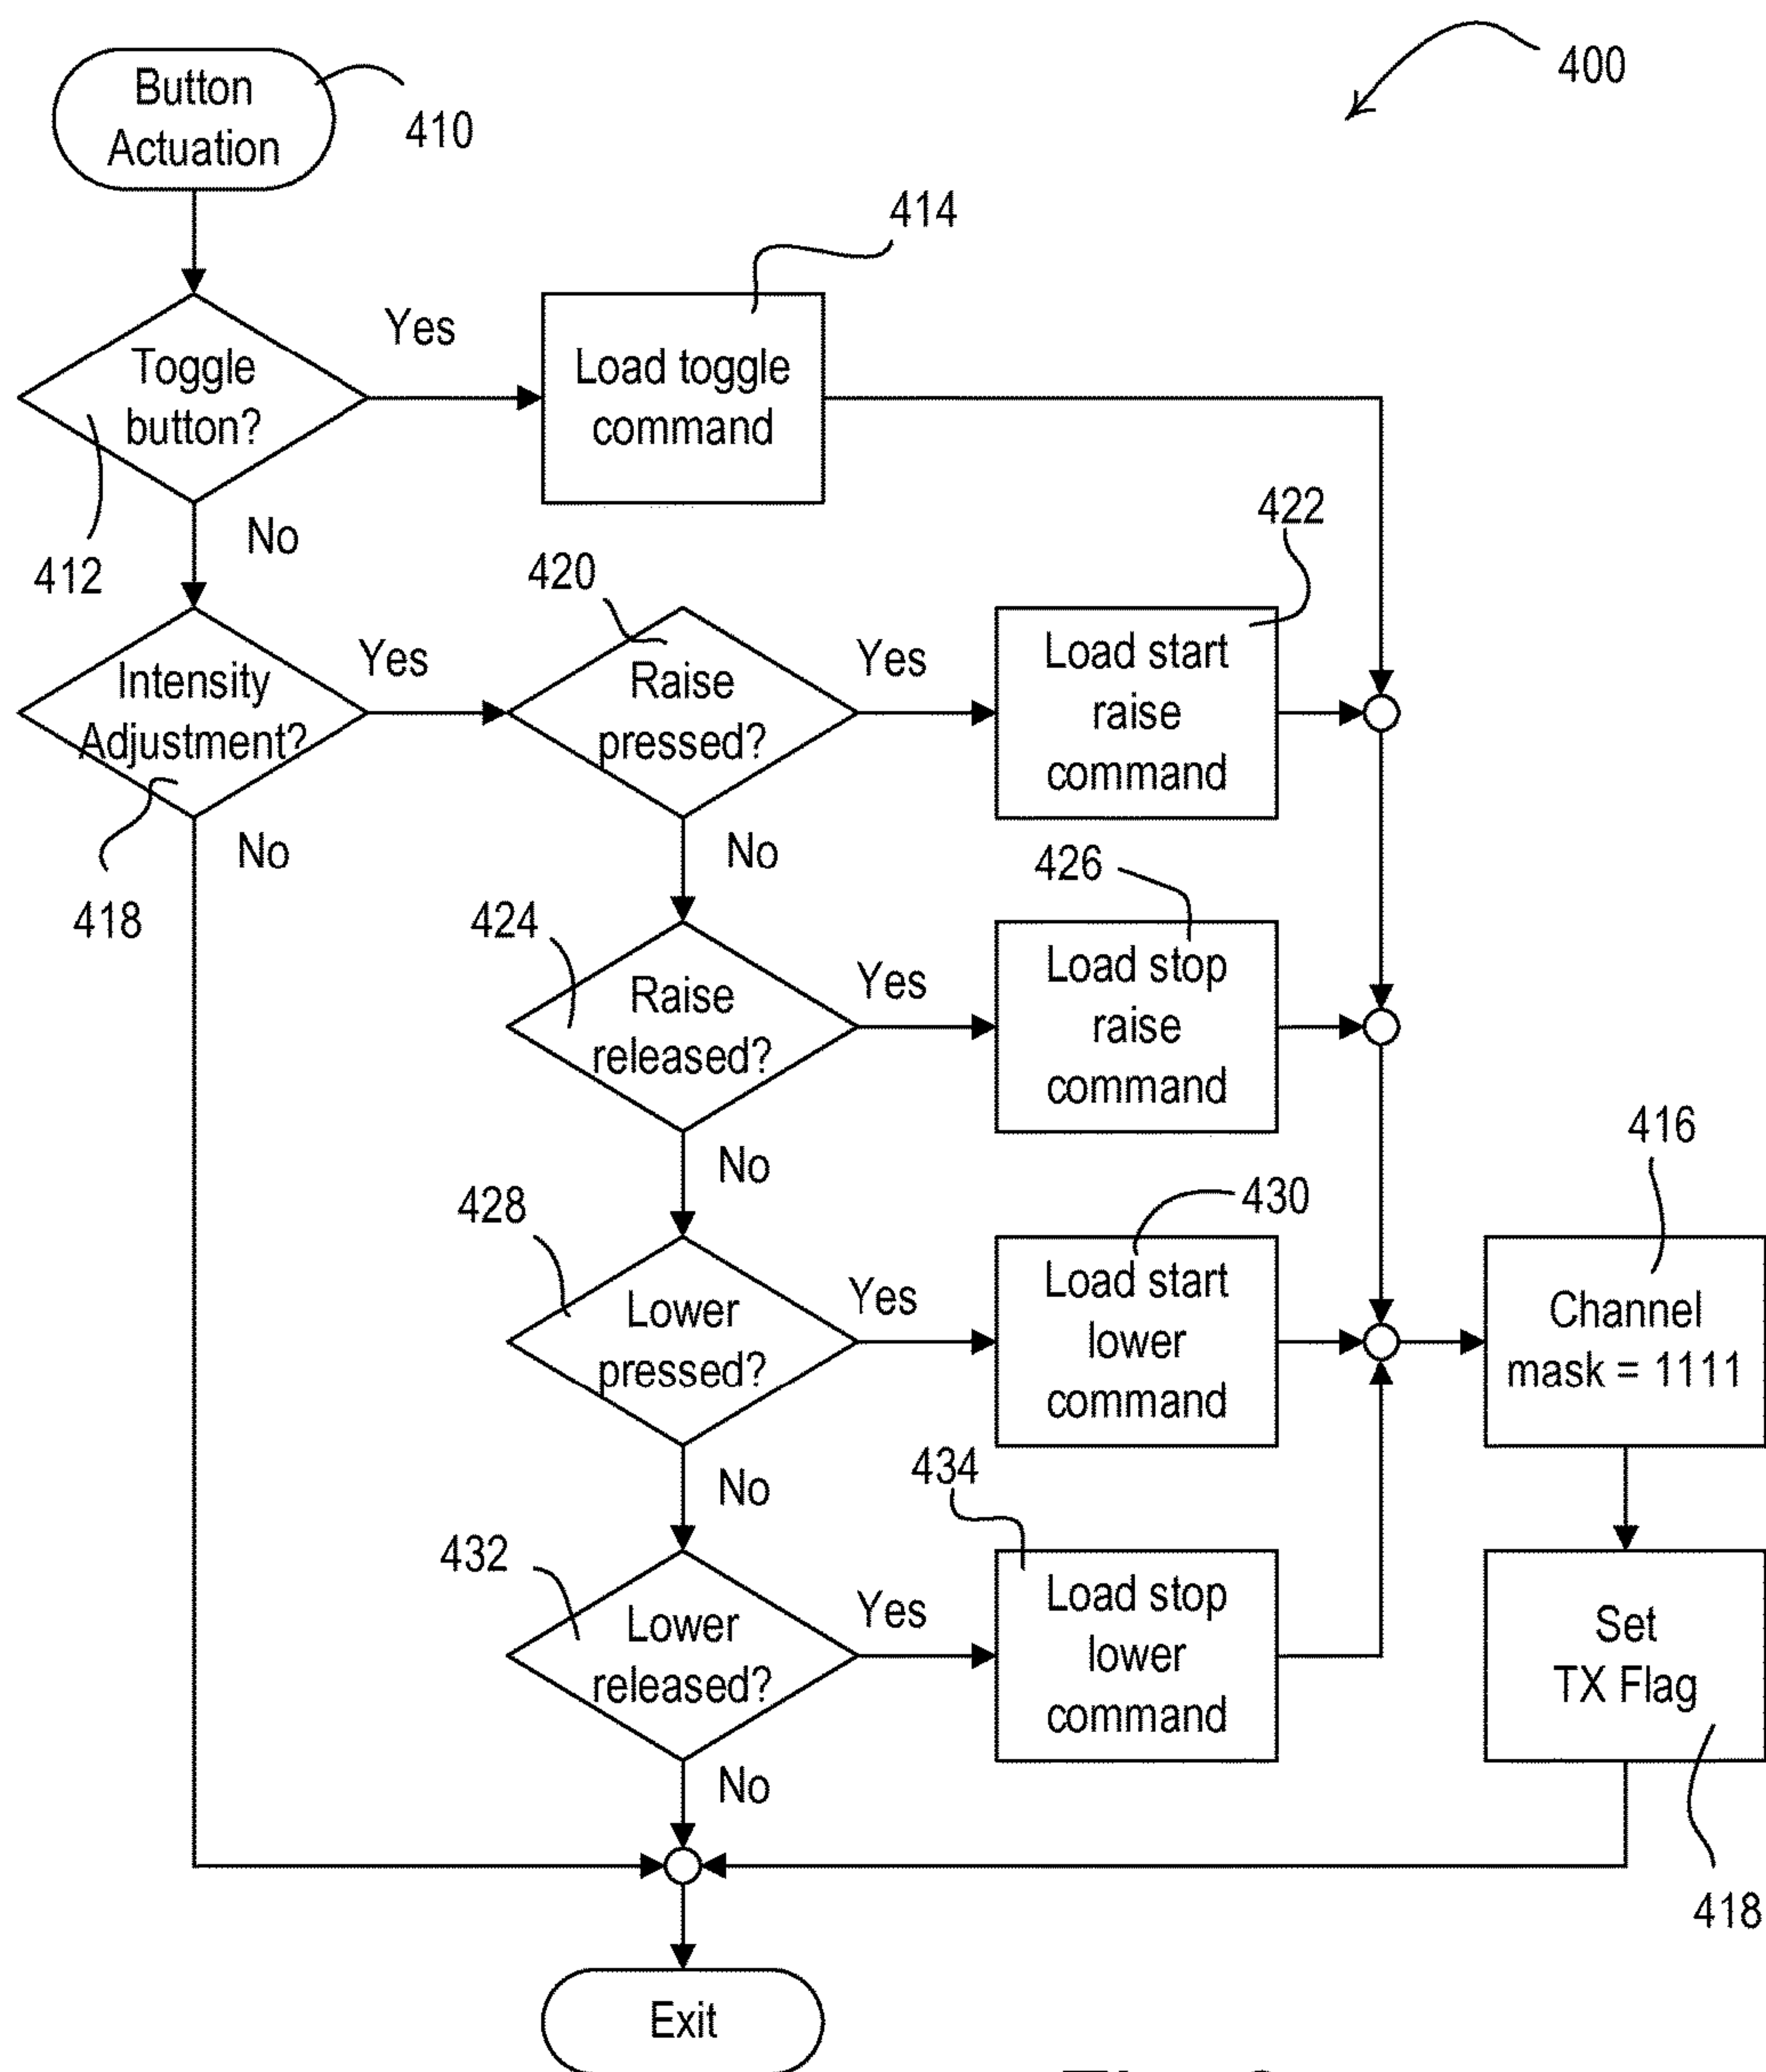 400
Button
Actuation
410
414
Toggle
button?
Yes
Load toggle
command
412
No
422
420
Intensity
Adjustment?
Yes
Raise
pressed?
Yes
Load start
raise
command
418
No
No
426
424
Raise
released?
Yes
Load stop
raise
command
416
No
430
428
Lower
pressed?
Yes
Load start
lower
command
Channel
mask = 1111
No
434
432
Lower
released?
Yes
Load stop
lower
command
Set
TX Flag
No
418
Exit